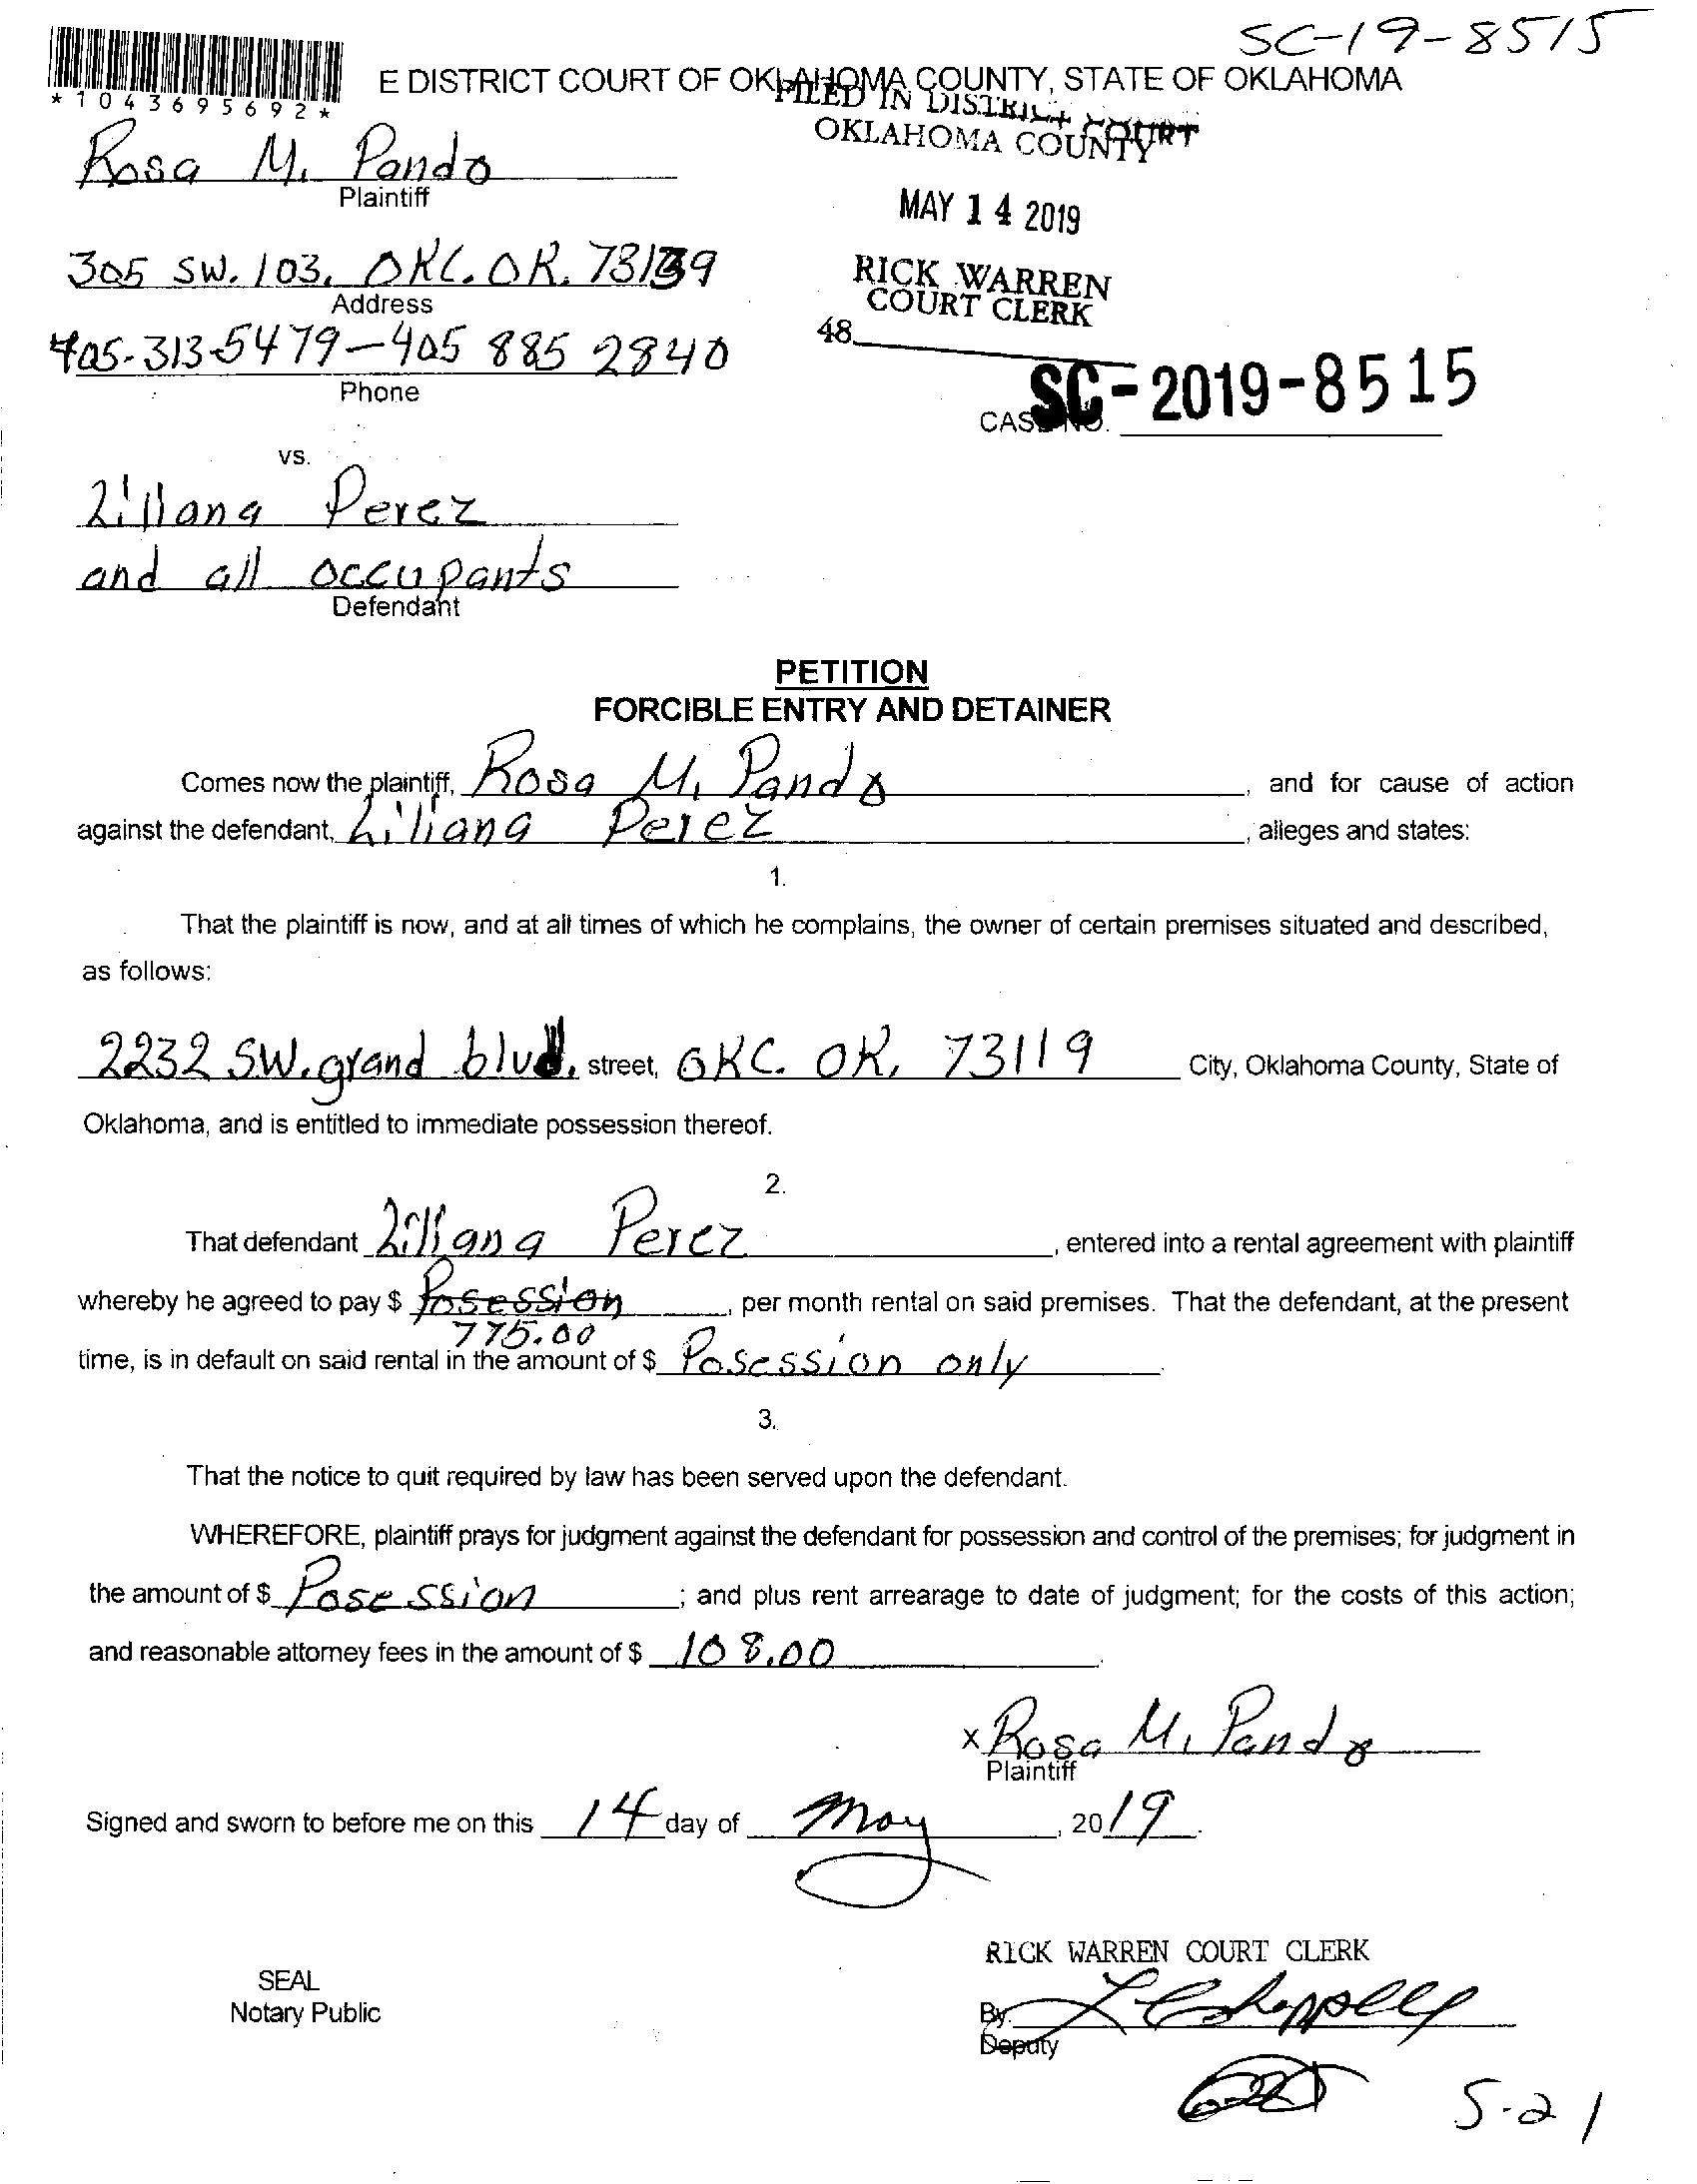 SC-19-8515
*1043695692*
E DISTRICT COURT OF OKLAHOMA COUNTY, STATE OF OKLAHOMA
FILED IN DISTRICT COURT
OKLAHOMA COUNTY
Rosa M. Pando
Plaintiff
MAY 14 2019
305 SW. 103. OKC. OK. 73139
Address
RICK WARREN
COURT CLERK
405-313-5479-405 885 2840
Phone
48
SC-2019-8515
CASE NO.
vs.
Liliana Perez
and all occupants
Defendant
PETITION
FORCIBLE ENTRY AND DETAINER
Comes now the plaintiff, Rosa M. Pando, and for cause of action
against the defendant, Liliana Perez, alleges and states:
1.
That the plaintiff is now, and at all times of which he complains, the owner of certain premises situated and described,
as follows:
2232 SW. grand blvd. street, OKC. OK, 73119 City, Oklahoma County, State of
Oklahoma, and is entitled to immediate possession thereof.
2.
That defendant Liliana Perez, entered into a rental agreement with plaintiff
whereby he agreed to pay $ Posession, per month rental on said premises. That the defendant, at the present
775.00
time, is in default on said rental in the amount of $ Posession only.
3.
That the notice to quit required by law has been served upon the defendant.
WHEREFORE, plaintiff prays for judgment against the defendant for possession and control of the premises; for judgment in
the amount of $ Posession; and plus rent arrearage to date of judgment; for the costs of this action;
and reasonable attorney fees in the amount of $ 108.00.
x Rosa M. Pando
Plaintiff
Signed and sworn to before me on this 14 day of May, 2019.
RICK WARREN COURT CLERK
SEAL
Notary Public
By.
Deputy
5-21